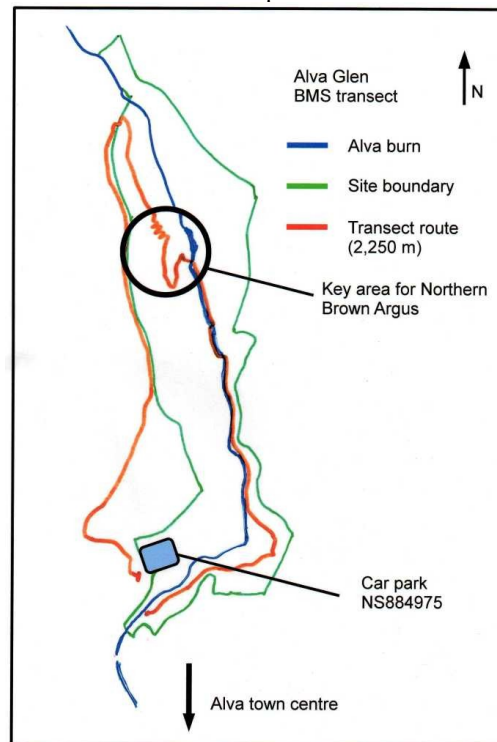 Alva Glen
BMS transect
N
Alva burn
Site boundary
Transect route
(2,250 m)
Key area for Northern
Brown Argus
Car park
NS884975
Alva town centre